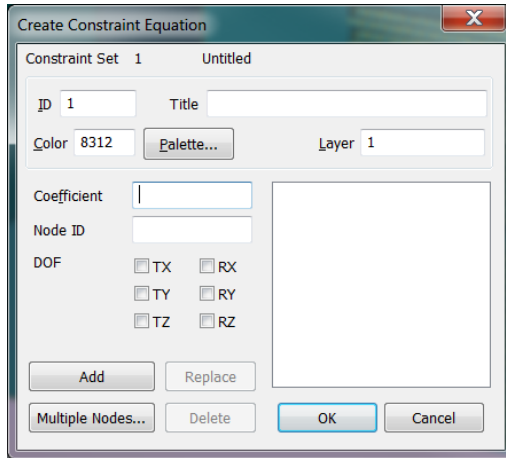 Create Constraint Equation
Constraint Set 1 Untitled
ID 1 Title
Color 8312 Palette... Layer 1
Coefficient
Node ID
DOF TX RX
TY RY
TZ RZ
Add Replace
Multiple Nodes... Delete OK Cancel